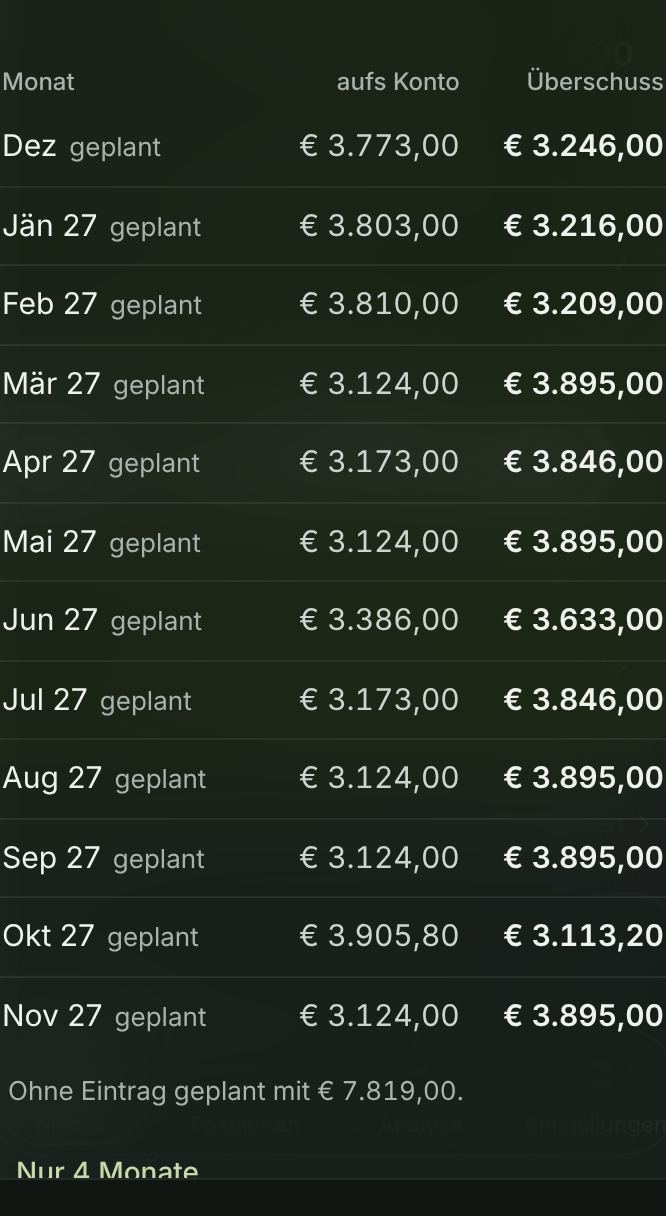 Monat aufs Konto Überschuss
Dez geplant € 3.773,00 € 3.246,00
Jän 27 geplant € 3.803,00 € 3.216,00
Feb 27 geplant € 3.810,00 € 3.209,00
Mär 27 geplant € 3.124,00 € 3.895,00
Apr 27 geplant € 3.173,00 € 3.846,00
Mai 27 geplant € 3.124,00 € 3.895,00
Jun 27 geplant € 3.386,00 € 3.633,00
Jul 27 geplant € 3.173,00 € 3.846,00
Aug 27 geplant € 3.124,00 € 3.895,00
Sep 27 geplant € 3.124,00 € 3.895,00
Okt 27 geplant € 3.905,80 € 3.113,20
Nov 27 geplant € 3.124,00 € 3.895,00
Ohne Eintrag geplant mit € 7.819,00.
Nur 4 Monate